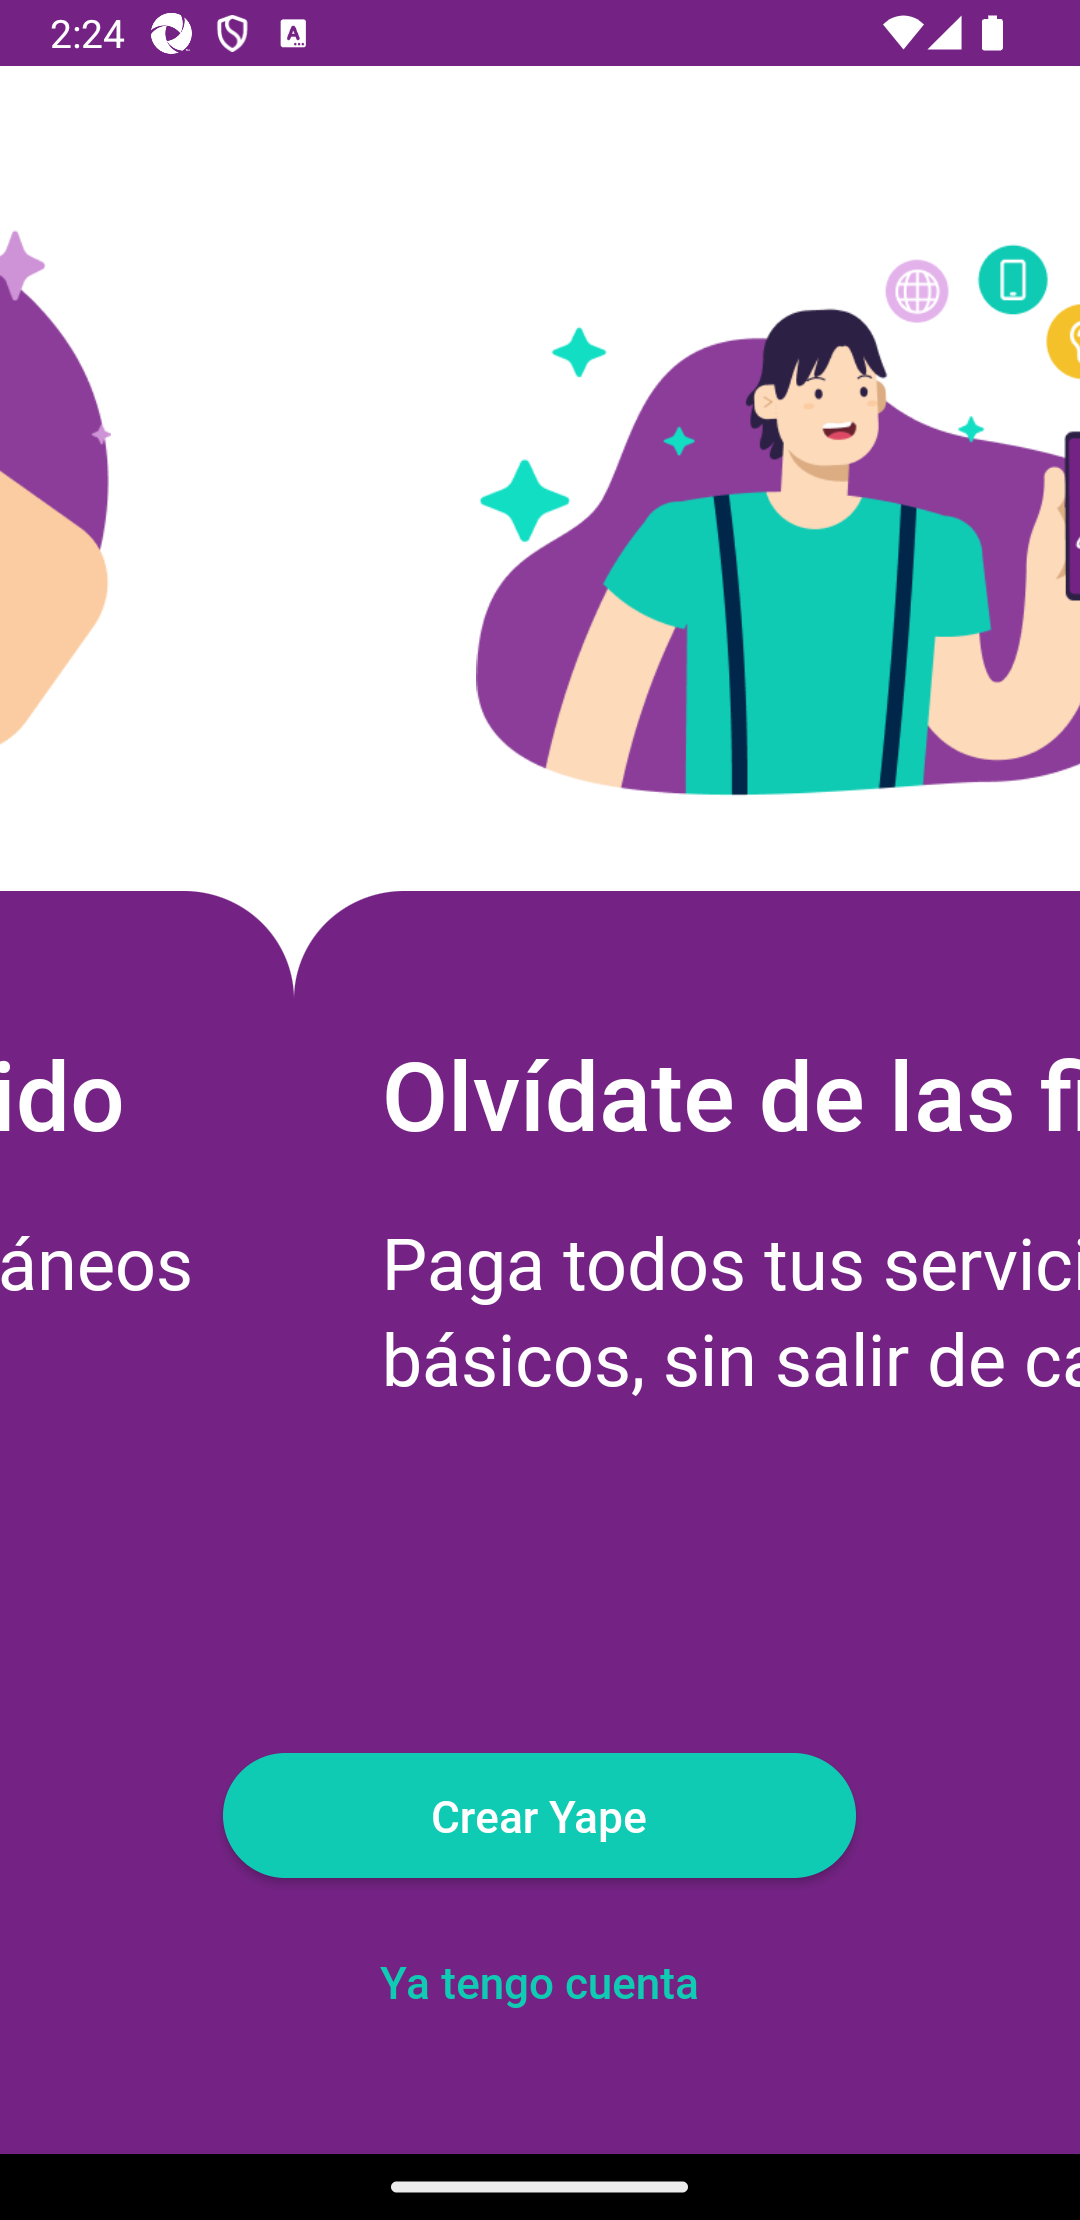 2:24
ido
Olvídate de las fi
áneos
Paga todos tus servici
básicos, sin salir de ca
Crear Yape
Ya tengo cuenta